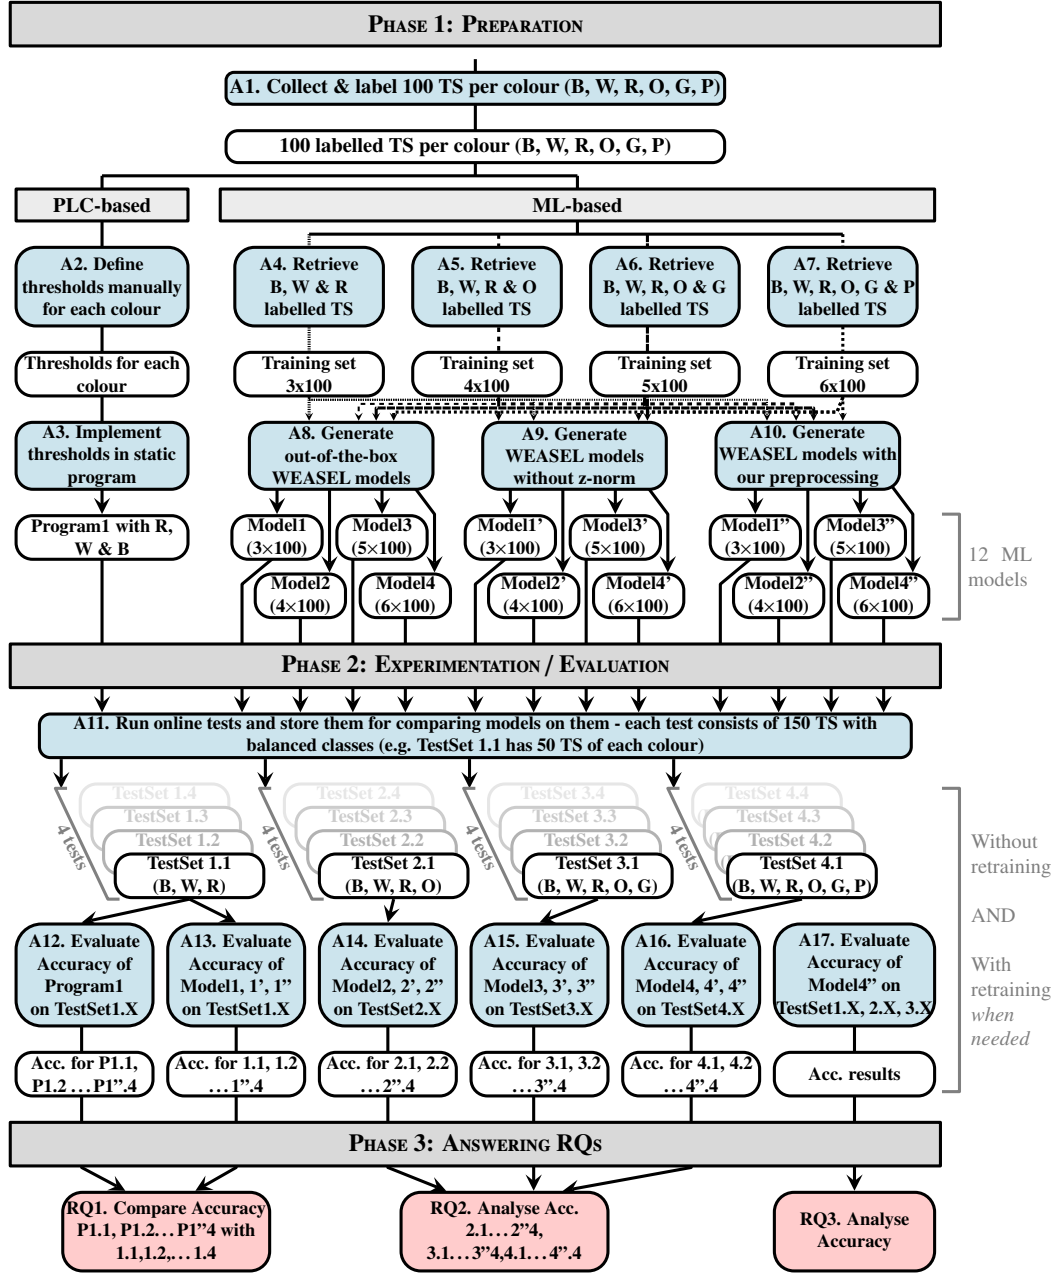 PHASE 1: PREPARATION
A1. Collect & label 100 TS per colour (B, W, R, O, G, P)
100 labelled TS per colour (B, W, R, O, G, P)
PLC-based
ML-based
A2. Define
thresholds manually
for each colour
A4. Retrieve
B, W & R
labelled TS
A5. Retrieve
B, W, R & O
labelled TS
A6. Retrieve
B, W, R, O & G
labelled TS
A7. Retrieve
B, W, R, O, G & P
labelled TS
Thresholds for each
colour
Training set
3x100
Training set
4x100
Training set
5x100
Training set
6x100
A3. Implement
thresholds in static
program
A8. Generate
out-of-the-box
WEASEL models
A9. Generate
WEASEL models
without z-norm
A10. Generate
WEASEL models with
our preprocessing
Program1 with R,
W & B
Model1
(3×100)
Model3
(5×100)
Model1’
(3×100)
Model3’
(5×100)
Model1”
(3×100)
Model3”
(5×100)
Model2
(4×100)
Model4
(6×100)
Model2’
(4×100)
Model4’
(6×100)
Model2”
(4×100)
Model4”
(6×100)
12 ML
models
PHASE 2: EXPERIMENTATION / EVALUATION
A11. Run online tests and store them for comparing models on them - each test consists of 150 TS with
balanced classes (e.g. TestSet 1.1 has 50 TS of each colour)
4 tests
TestSet 1.4
TestSet 1.3
TestSet 1.2
TestSet 1.1
(B, W, R)
4 tests
TestSet 2.4
TestSet 2.3
TestSet 2.2
TestSet 2.1
(B, W, R, O)
4 tests
TestSet 3.4
TestSet 3.3
TestSet 3.2
TestSet 3.1
(B, W, R, O, G)
4 tests
TestSet 4.4
TestSet 4.3
TestSet 4.2
TestSet 4.1
(B, W, R, O, G, P)
Without
retraining
AND
With
retraining
when
needed
A12. Evaluate
Accuracy of
Program1
on TestSet1.X
A13. Evaluate
Accuracy of
Model1, 1’, 1”
on TestSet1.X
A14. Evaluate
Accuracy of
Model2, 2’, 2”
on TestSet2.X
A15. Evaluate
Accuracy of
Model3, 3’, 3”
on TestSet3.X
A16. Evaluate
Accuracy of
Model4, 4’, 4”
on TestSet4.X
A17. Evaluate
Accuracy of
Model4” on
TestSet1.X, 2.X, 3.X
Acc. for P1.1,
P1.2 ... P1”.4
Acc. for 1.1, 1.2
... 1”.4
Acc. for 2.1, 2.2
... 2”.4
Acc. for 3.1, 3.2
... 3”.4
Acc. for 4.1, 4.2
... 4”.4
Acc. results
PHASE 3: ANSWERING RQS
RQ1. Compare Accuracy
P1.1, P1.2... P1”4 with
1.1,1.2,... 1.4
RQ2. Analyse Acc.
2.1... 2”4,
3.1... 3”4,4.1... 4”.4
RQ3. Analyse
Accuracy